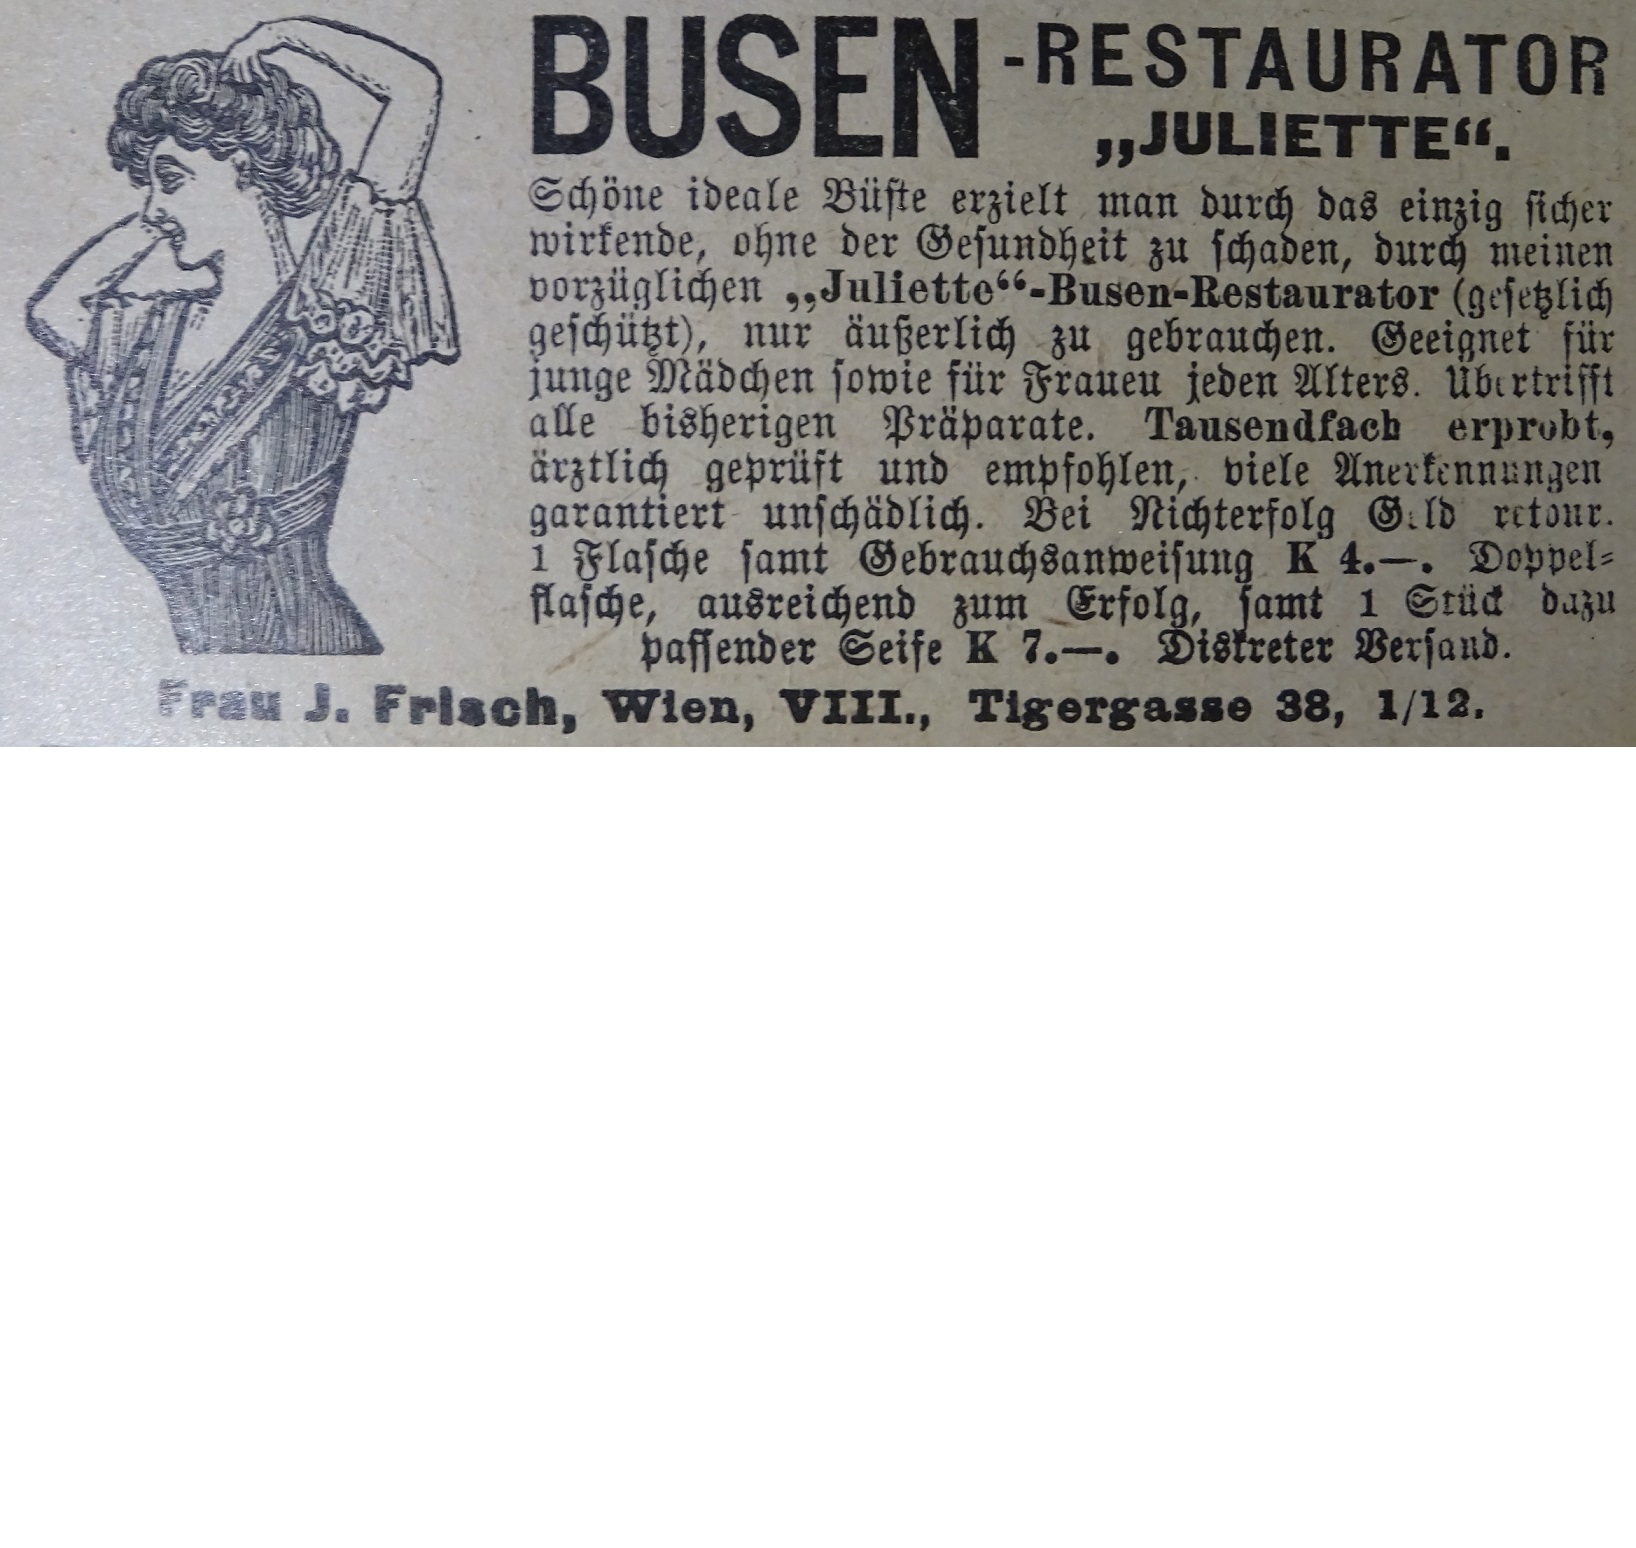 BUSEN-RESTAURATOR
„JULIETTE“.
Schöne ideale Büste erzielt man durch das einzig sicher
wirkende, ohne der Gesundheit zu schaden, durch meinen
vorzüglichen „Juliette“-Busen-Restaurator (gesetzlich
geschützt), nur äußerlich zu gebrauchen. Geeignet für
junge Mädchen sowie für Frauen jeden Alters. Übertrifft
alle bisherigen Präparate. Tausendfach erprobt,
ärztlich geprüft und empfohlen, viele Anerkennungen
garantiert unschädlich. Bei Nichterfolg Geld retour.
1 Flasche samt Gebrauchsanweisung K 4.—. Doppel-
flasche, ausreichend zum Erfolg, samt 1 Stück dazu
passender Seife K 7.—. Diskreter Versand.
Frau J. Frisch, Wien, VIII., Tigergasse 38, 1/12.